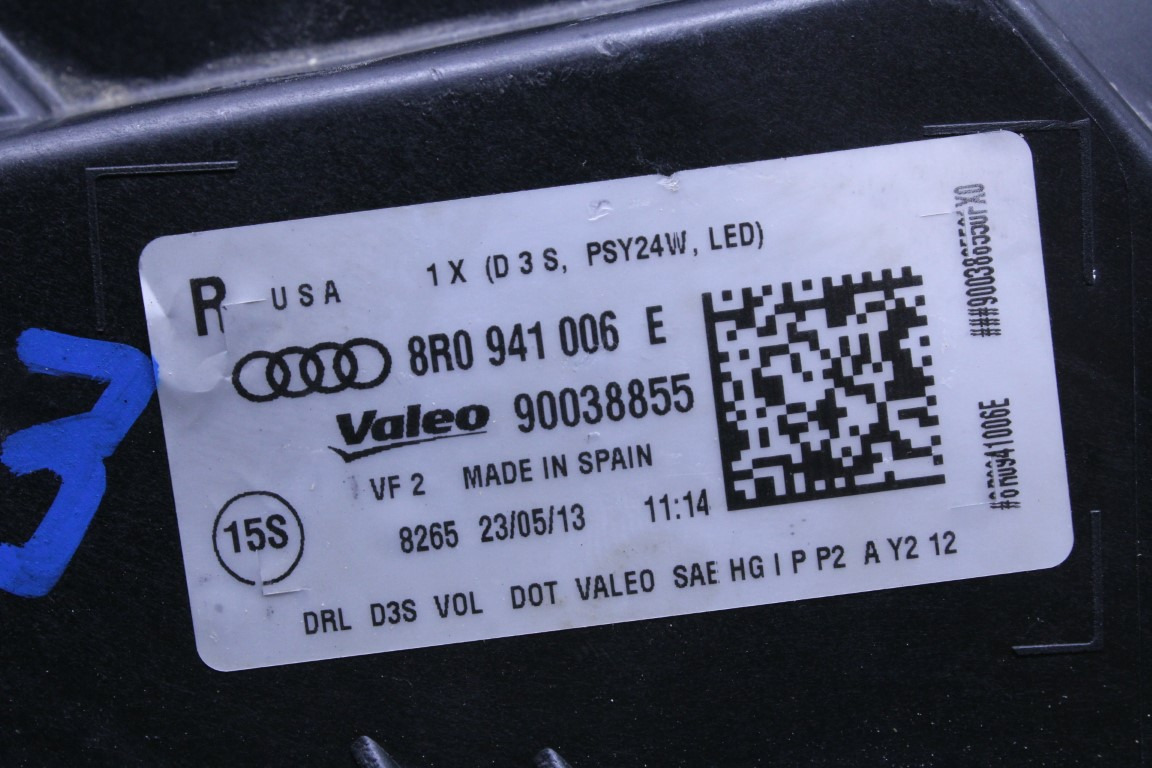 R USA 1 X (D 3 S, PSY24W, LED)
8R0 941 006 E
Valeo 90038855
VF 2 MADE IN SPAIN
15S
8265 23/05/13 11:14
DRL D3S VOL DOT VALEO SAE HG I P P2 A Y2 12
3